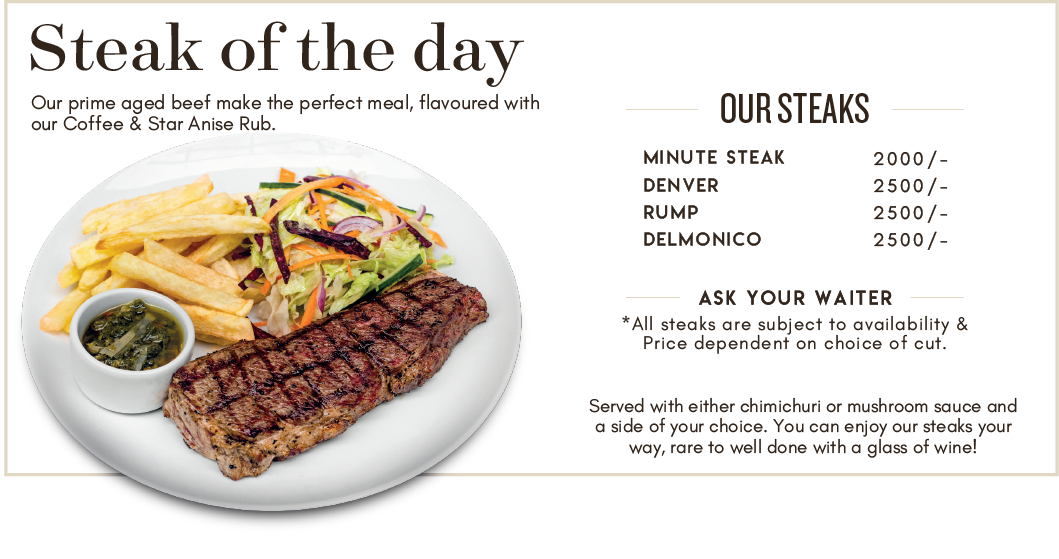 Steak of the day
Our prime aged beef make the perfect meal, flavoured with
our Coffee & Star Anise Rub.
OUR STEAKS
MINUTE STEAK 2000/-
DENVER 2500/-
RUMP 2500/-
DELMONICO 2500/-
ASK YOUR WAITER
*All steaks are subject to availability &
Price dependent on choice of cut.
Served with either chimichuri or mushroom sauce and
a side of your choice. You can enjoy our steaks your
way, rare to well done with a glass of wine!